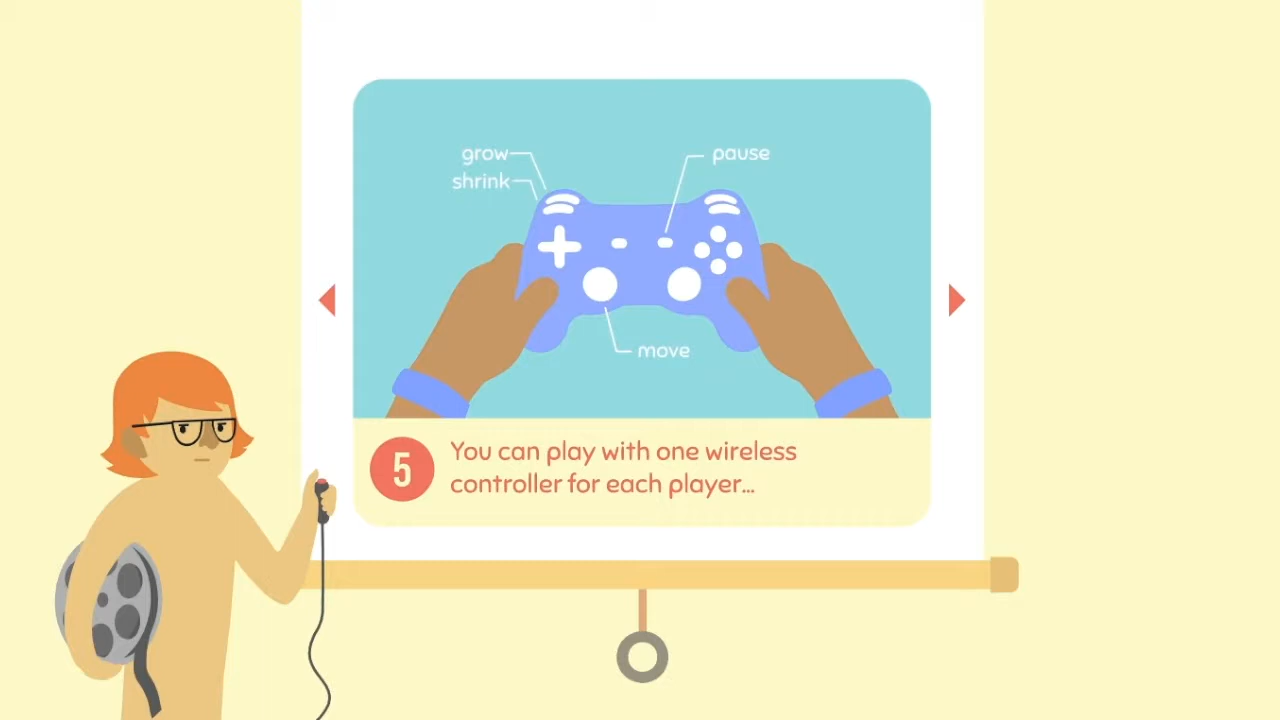 grow
pause
shrink
move
5
You can play with one wireless
controller for each player...